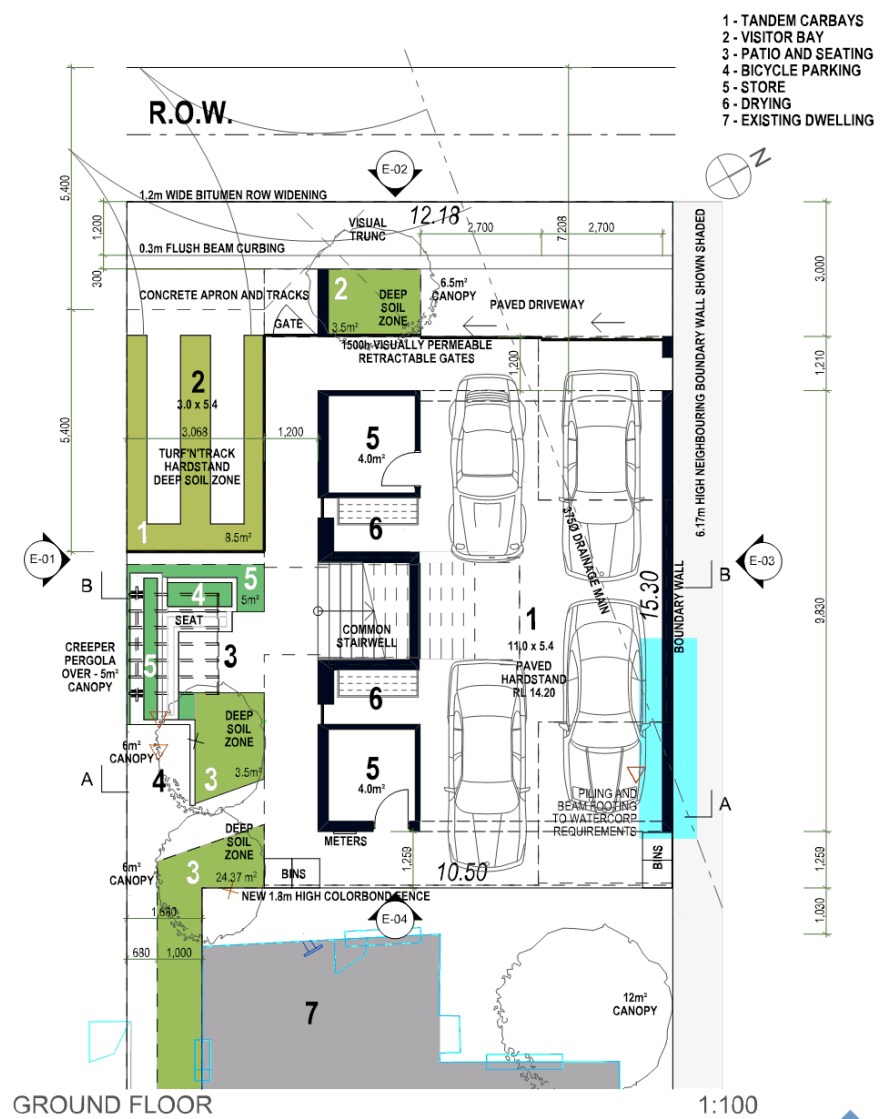 1 - TANDEM CARBAYS
2 - VISITOR BAY
3 - PATIO AND SEATING
4 - BICYCLE PARKING
5 - STORE
6 - DRYING
7 - EXISTING DWELLING
R.O.W.
N
E-02
5,400
1.2m WIDE BITUMEN ROW WIDENING
12.18
1,200
VISUAL
TRUNC
2,700
7208
2,700
3,000
0.3m FLUSH BEAM CURBING
300
6.5m²
CANOPY
2
CONCRETE APRON AND TRACKS
DEEP
SOIL
ZONE
PAVED DRIVEWAY
GATE
3.5m²
1500h VISUALLY PERMEABLE
RETRACTABLE GATES
1,200
1,210
6.17m HIGH NEIGHBOURING BOUNDARY WALL SHOWN SHADED
2
3.0 x 5.4
5,400
3,068
1,200
5
4.0m²
TURF'N'TRACK
HARDSTAND
DEEP SOIL ZONE
1
8.5m²
6
375Ø DRAINAGE MAIN
E-01
E-03
B
B
5
5m²
4
SEAT
15.30
BOUNDARY WALL
9,830
COMMON
STAIRWELL
1
11.0 x 5.4
PAVED
HARDSTAND
RL 14.20
CREEPER
PERGOLA
OVER - 5m²
CANOPY
5
3
6
DEEP
SOIL
ZONE
6m²
CANOPY
4
A
3
3.5m²
5
4.0m²
PILING AND
BEAM FOOTING
TO WATERCORP
REQUIREMENTS
A
DEEP
SOIL
ZONE
METERS
6m²
CANOPY
3
24.37 m²
BINS
1,259
10.50
BINS
1,259
NEW 1.8m HIGH COLORBOND FENCE
1,680
E-04
1,030
680
1,000
7
12m²
CANOPY
GROUND FLOOR
1:100